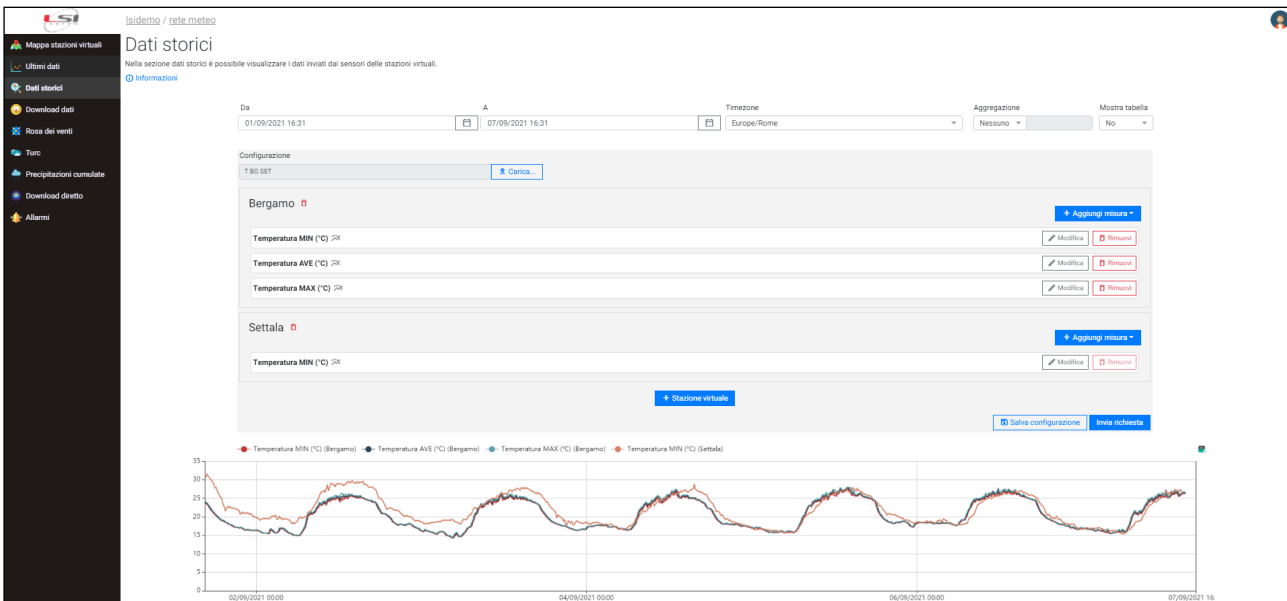 LSI
lsidemo / rete meteo
Mappa stazioni virtuali
Ultimi dati
Dati storici
Download dati
Rosa dei venti
Turc
Precipitazioni cumulate
Download diretto
Allarmi
Dati storici
Nella sezione dati storici è possibile visualizzare i dati inviati dai sensori delle stazioni virtuali.
Informazioni
Da A Timezone Aggregazione Mostra tabella
01/09/2021 16:31 07/09/2021 16:31 Europe/Rome Nessuno No
Configurazione
T BG SET Carica...
Bergamo
+ Aggiungi misura
Temperatura MIN (°C) Modifica Rimuovi
Temperatura AVE (°C) Modifica Rimuovi
Temperatura MAX (°C) Modifica Rimuovi
Settala
+ Aggiungi misura
Temperatura MIN (°C) Modifica Rimuovi
+ Stazione virtuale
Salva configurazione Invia richiesta
Temperatura MIN (°C) (Bergamo) Temperatura AVE (°C) (Bergamo) Temperatura MAX (°C) (Bergamo) Temperatura MIN (°C) (Settala)
35
30
25
20
15
10
5
0
02/09/2021 00:00 04/09/2021 00:00 06/09/2021 00:00 07/09/2021 16: